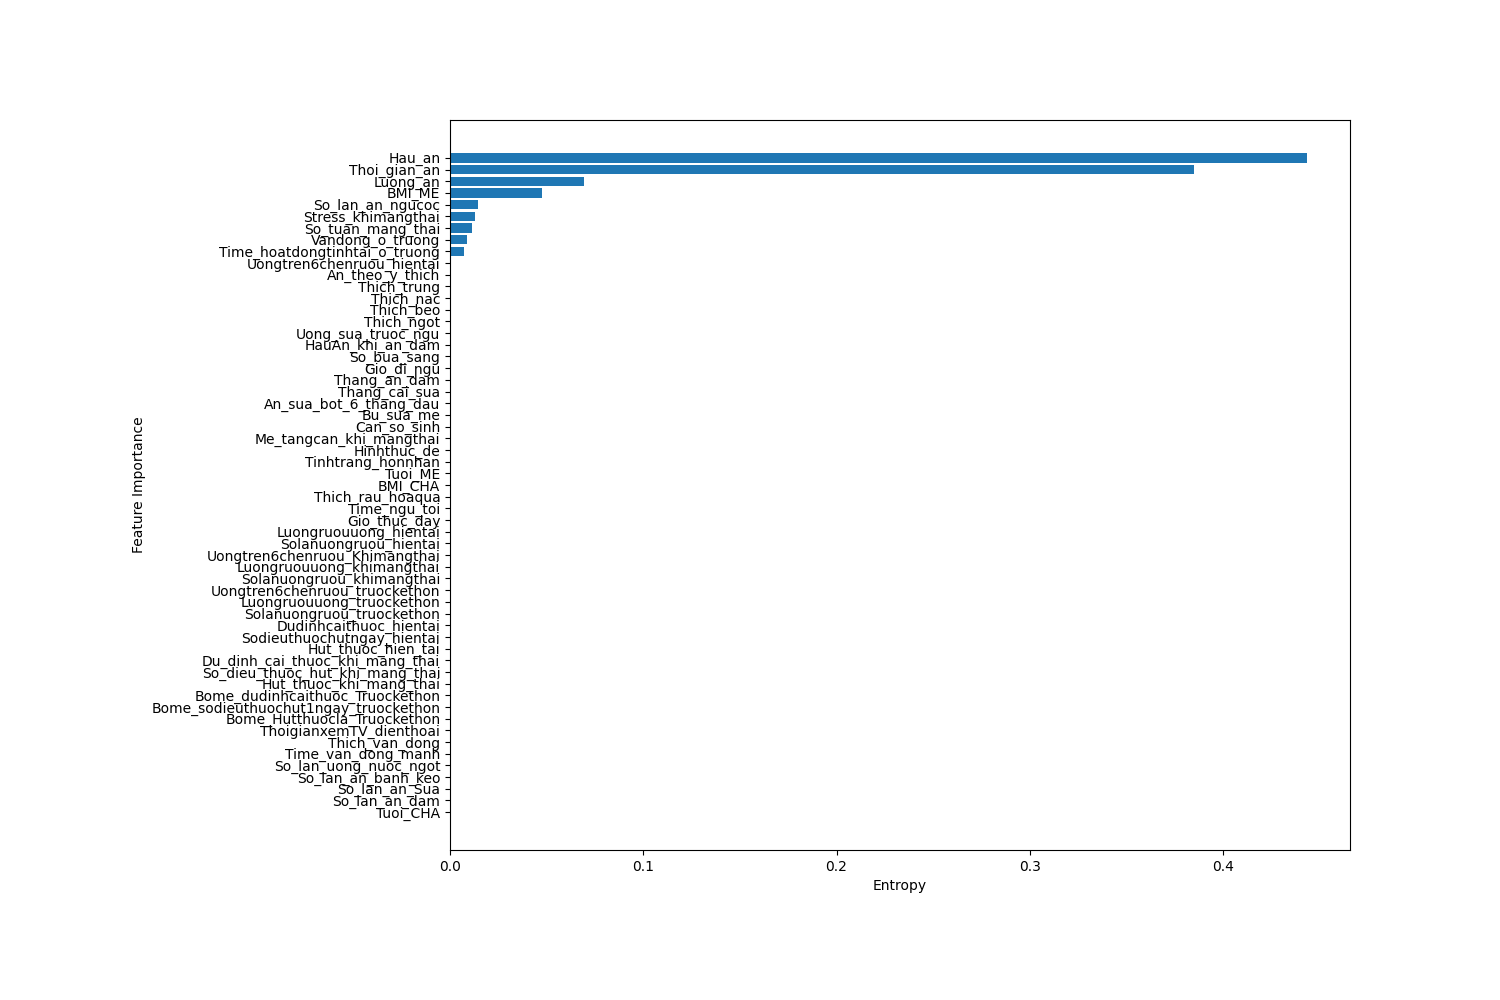 Hau_an
Thoi_gian_an
Luong_an
BMI_ME
So_lan_an_ngucoc
Stress_khimangthai
So_tuan_mang_thai
Vandong_o_truong
Time_hoatdongtinhtai_o_truong
Uongtren6chenruou_hientai
An_theo_y_thich
Thich_trung
Thich_nac
Thich_beo
Thich_ngot
Uong_sua_truoc_ngu
HauAn_khi_an_dam
So_bua_sang
Gio_di_ngu
Thang_an_dam
Thang_cai_sua
An_sua_bot_6_thang_dau
Bu_sua_me
Can_so_sinh
Me_tangcan_khi_mangthai
Hinhthuc_de
Tinhtrang_honnhan
Tuoi_ME
BMI_CHA
Thich_rau_hoaqua
Time_ngu_toi
Gio_thuc_day
Luongruouuong_hientai
Solanuongruou_hientai
Uongtren6chenruou_Khimangthai
Luongruouuong_khimangthai
Solanuongruou_khimangthai
Uongtren6chenruou_truockethon
Luongruouuong_truockethon
Solanuongruou_truockethon
Dudinhcaithuoc_hientai
Sodieuthuochutngay_hientai
Hut_thuoc_hien_tai
Du_dinh_cai_thuoc_khi_mang_thai
So_dieu_thuoc_hut_khi_mang_thai
Hut_thuoc_khi_mang_thai
Bome_dudinhcaithuoc_Truockethon
Bome_sodieuthuochut1ngay_truockethon
Bome_Hutthuocla_Truockethon
ThoigianxemTV_dienthoai
Thich_van_dong
Time_van_dong_manh
So_lan_uong_nuoc_ngot
So_lan_an_banh_keo
So_lan_an_Sua
So_lan_an_dam
Tuoi_CHA
Feature Importance
0.0 0.1 0.2 0.3 0.4
Entropy